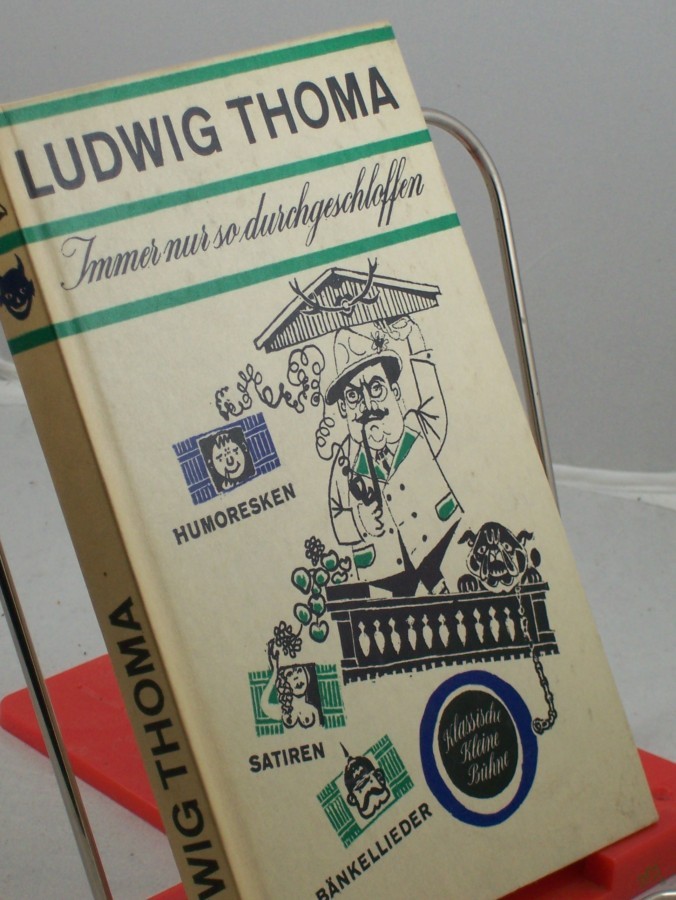 LUDWIG THOMA
Immer nur so durchgeschloffen
HUMORESKEN
SATIREN
BÄNKELLIEDER
Klassische
Kleine
Bühne
WIG THOMA